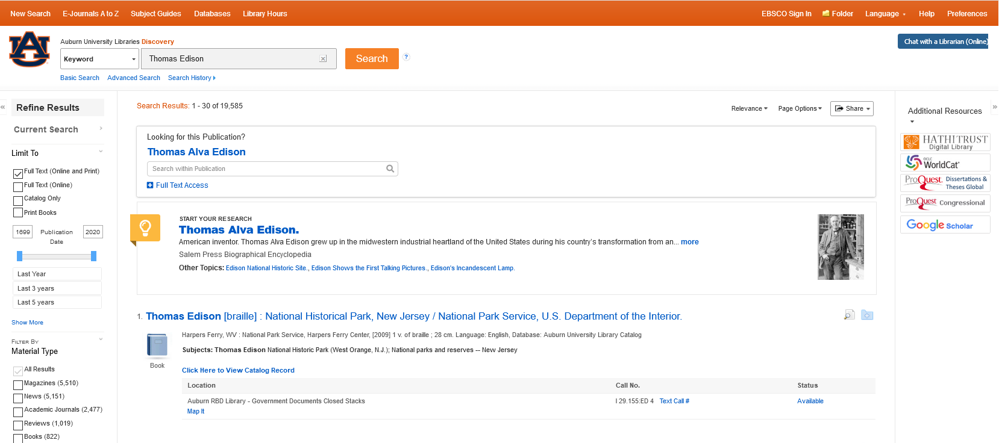 New Search E-Journals A to Z Subject Guides Databases Library Hours EBSCO Sign In Folder Language Help Preferences
AU
Auburn University Libraries Discovery
Chat with a Librarian (Online)
Keyword Thomas Edison Search ?
Basic Search Advanced Search Search History
« Refine Results
Current Search
Limit To
Full Text (Online and Print)
Full Text (Online)
Catalog Only
Print Books
1699 Publication Date 2020
Last Year
Last 3 years
Last 5 years
Show More
Filter By
Material Type
All Results
Magazines (5,510)
News (5,151)
Academic Journals (2,477)
Reviews (1,019)
Books (822)
Search Results: 1 - 30 of 19,585
Relevance Page Options Share
Looking for this Publication?
Thomas Alva Edison
Search within Publication
Full Text Access
START YOUR RESEARCH
Thomas Alva Edison.
American inventor. Thomas Alva Edison grew up in the midwestern industrial heartland of the United States during his country's transformation from an... more
Salem Press Biographical Encyclopedia
Other Topics: Edison National Historic Site., Edison Shows the First Talking Pictures., Edison's Incandescent Lamp.
1. Thomas Edison [braille] : National Historical Park, New Jersey / National Park Service, U.S. Department of the Interior.
Harpers Ferry, WV : National Park Service, Harpers Ferry Center, [2009] 1 v. of braille ; 28 cm. Language: English, Database: Auburn University Library Catalog
Subjects: Thomas Edison National Historic Park (West Orange, N.J.); National parks and reserves -- New Jersey
Book
Click Here to View Catalog Record
Location Call No. Status
Auburn RBD Library - Government Documents Closed Stacks I 29.155:ED 4 Text Call # Available
Map It
Additional Resources »
HATHITRUST
Digital Library
OCLC
WorldCat
ProQuest Dissertations &
Theses Global
ProQuest Congressional
Google Scholar